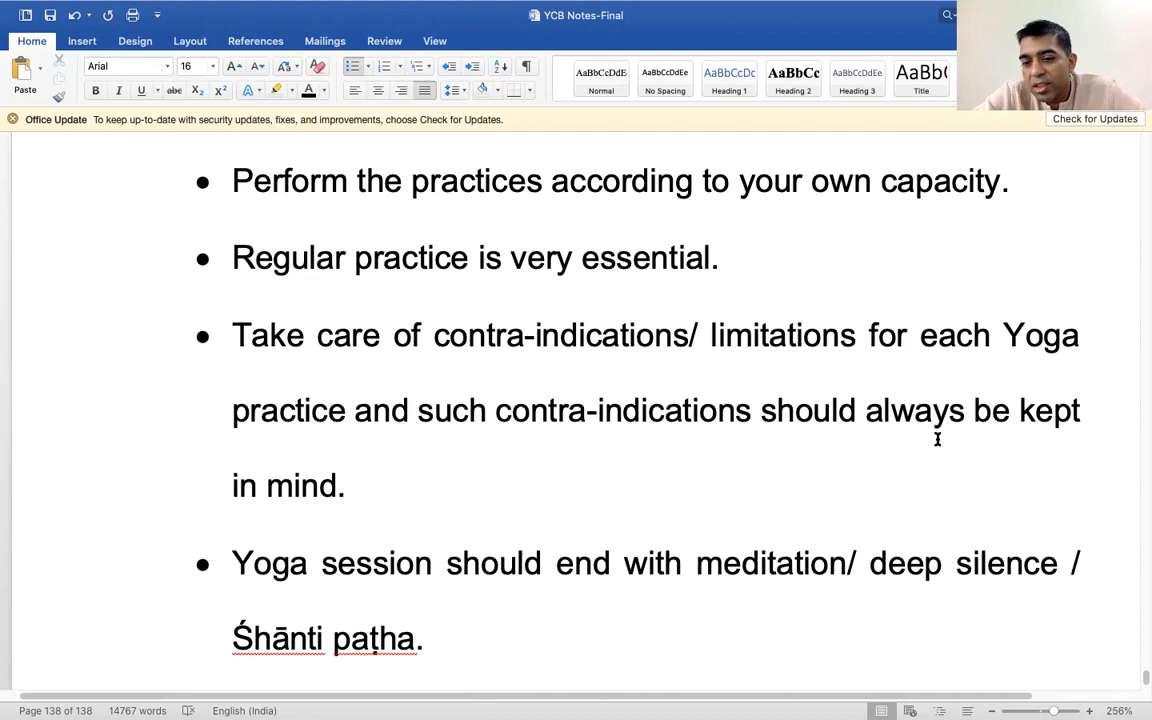 YCB Notes-Final
Home Insert Design Layout References Mailings Review View
Paste
Arial 16
AaBbCcDdE AaBbCcDdEe AaBbCcDc AaBbCc AaBbCcDdEe AaBb(
Normal No Spacing Heading 1 Heading 2 Heading 3 Title
Office Update To keep up-to-date with security updates, fixes, and improvements, choose Check for Updates. Check for Updates
• Perform the practices according to your own capacity.
• Regular practice is very essential.
• Take care of contra-indications/ limitations for each Yoga
practice and such contra-indications should always be kept
in mind.
• Yoga session should end with meditation/ deep silence /
Śhānti paṭha.
Page 138 of 138 14767 words English (India) 256%